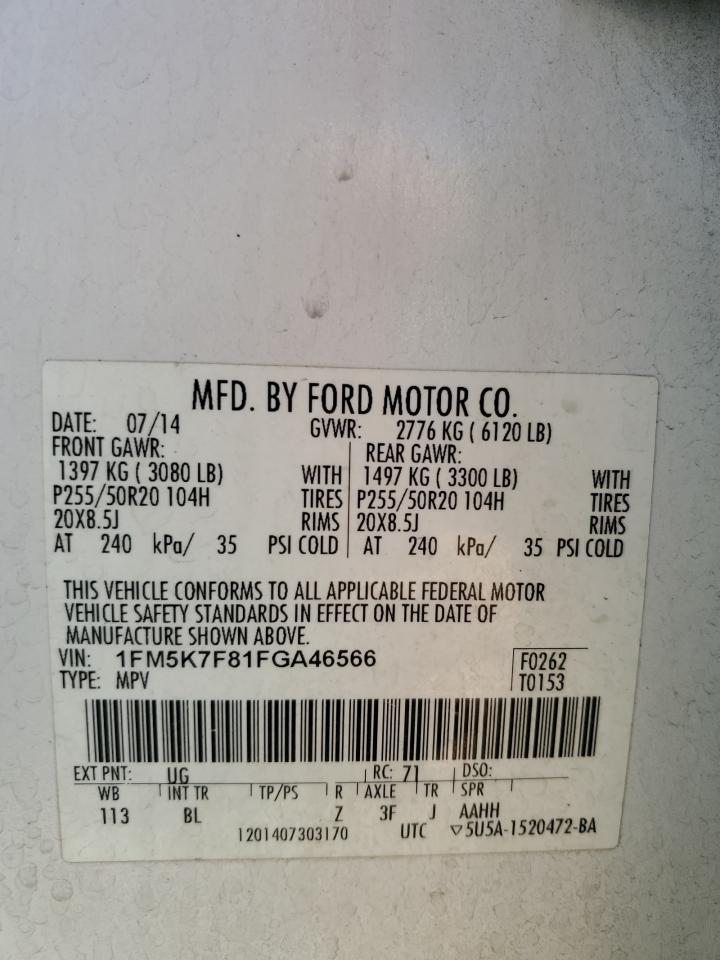 MFD. BY FORD MOTOR CO.
DATE: 07/14 GVWR: 2776 KG ( 6120 LB)
FRONT GAWR: REAR GAWR:
1397 KG ( 3080 LB) WITH 1497 KG ( 3300 LB) WITH
P255/50R20 104H TIRES P255/50R20 104H TIRES
20X8.5J RIMS 20X8.5J RIMS
AT 240 kPa/ 35 PSI COLD AT 240 kPa/ 35 PSI COLD
THIS VEHICLE CONFORMS TO ALL APPLICABLE FEDERAL MOTOR
VEHICLE SAFETY STANDARDS IN EFFECT ON THE DATE OF
MANUFACTURE SHOWN ABOVE.
VIN: 1FM5K7F81FGA46566 F0262
TYPE: MPV T0153
EXT PNT: UG RC: 71 DSO:
WB INT TR TP/PS R AXLE TR SPR
113 BL Z 3F J AAHH
1201407303170 UTC ▽5U5A-1520472-BA